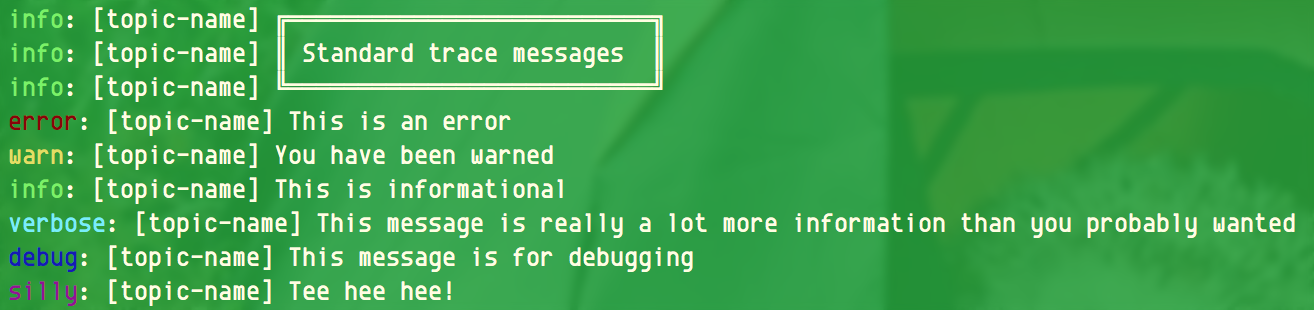 info: [topic-name] ╔══════════════════════════╗
info: [topic-name] ║ Standard trace messages  ║
info: [topic-name] ╚══════════════════════════╝
error: [topic-name] This is an error
warn: [topic-name] You have been warned
info: [topic-name] This is informational
verbose: [topic-name] This message is really a lot more information than you probably wanted
debug: [topic-name] This message is for debugging
silly: [topic-name] Tee hee hee!